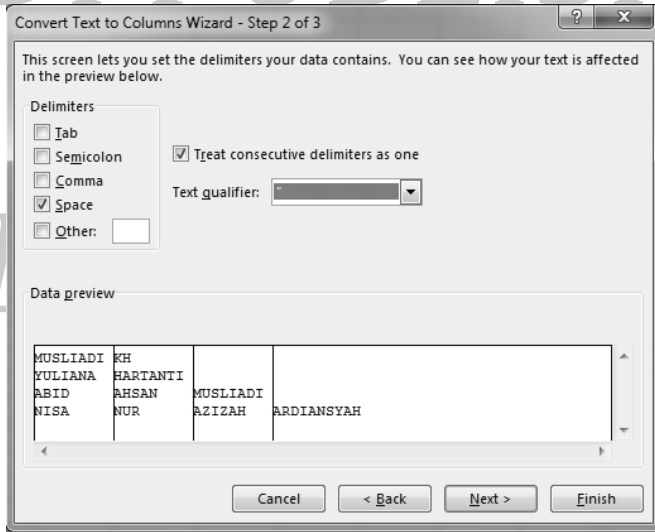 Convert Text to Columns Wizard - Step 2 of 3
This screen lets you set the delimiters your data contains. You can see how your text is affected
in the preview below.
Delimiters
Tab
Semicolon
Comma
Space
Other:
Treat consecutive delimiters as one
Text qualifier: "
Data preview
MUSLIADI KH
YULIANA HARTANTI
ABID AHSAN MUSLIADI
NISA NUR AZIZAH ARDIANSYAH
Cancel < Back Next > Finish